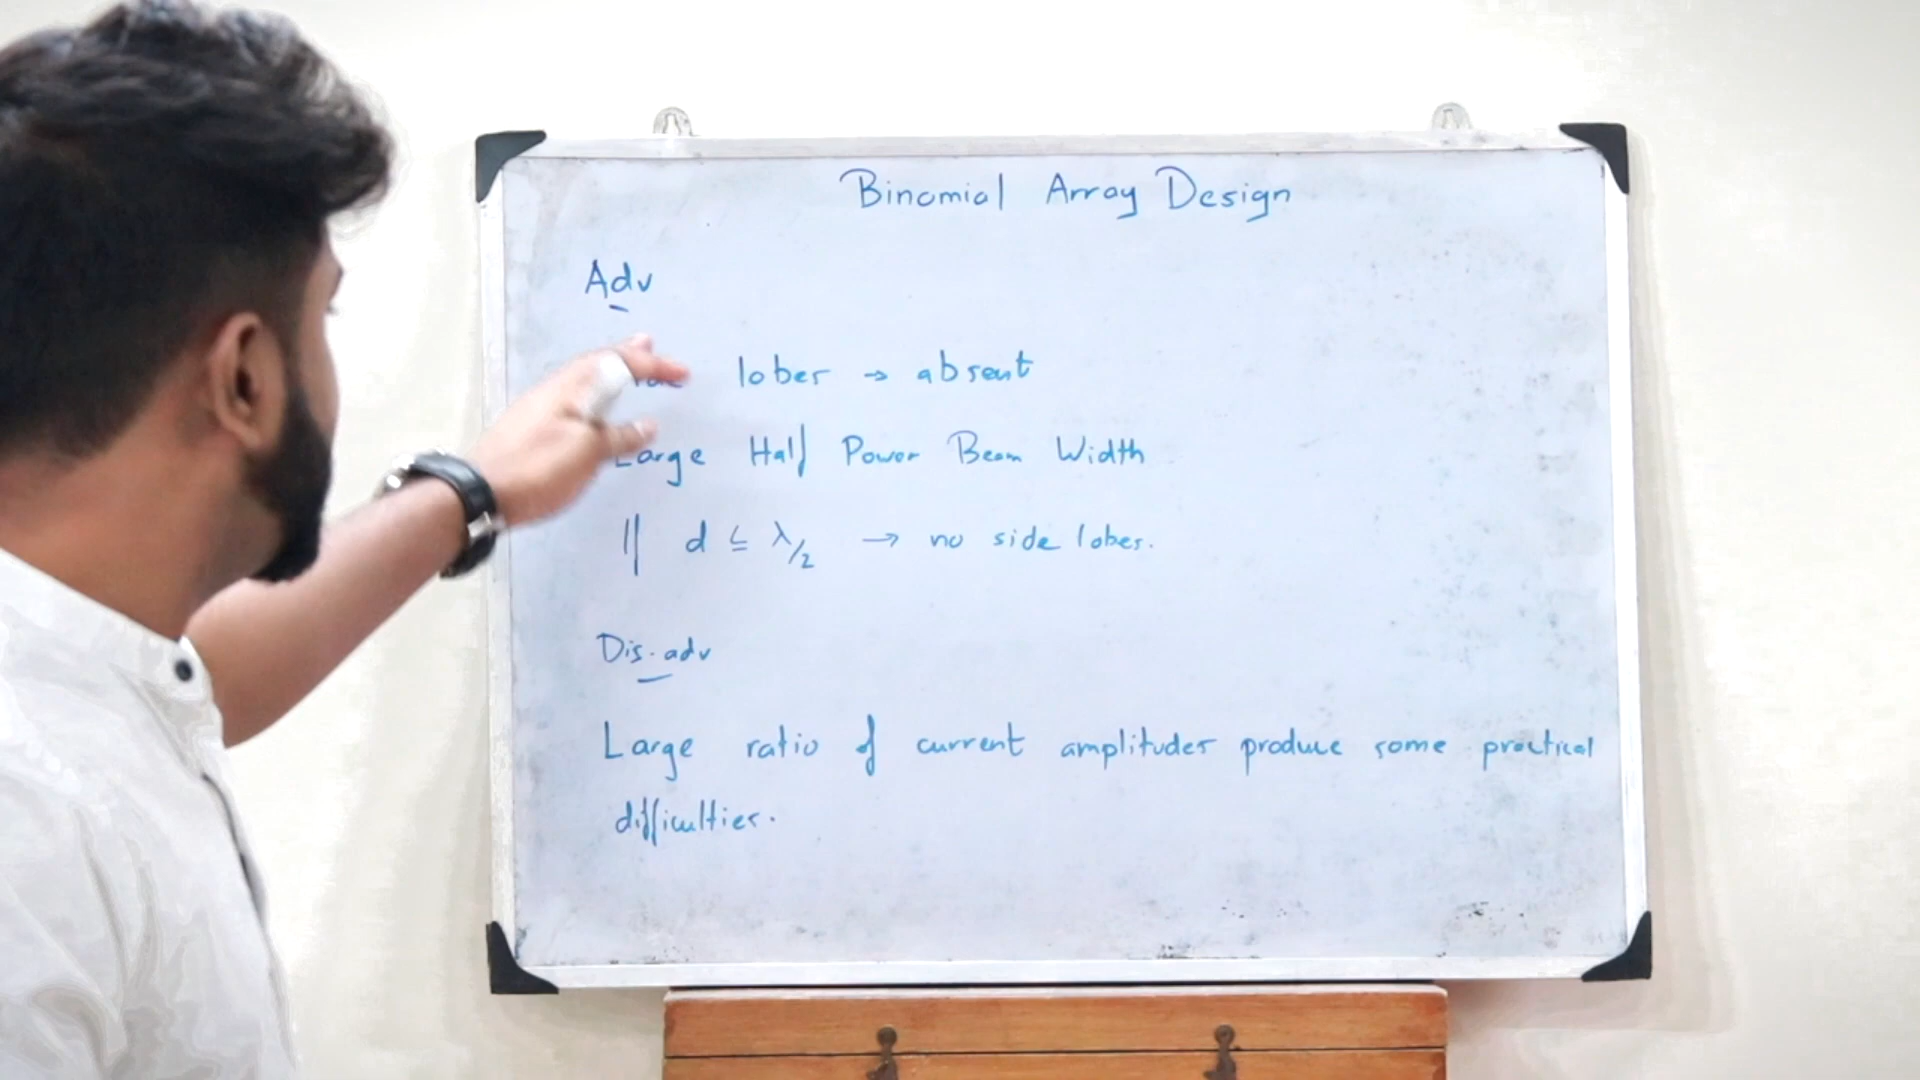 Binomial Array Design
Adv
lobes → absent
Large Half Power Beam Width
|| d ≤ λ/2 → no side lobes.
Dis.adv
Large ratio of current amplitudes produce some practical
difficulties.